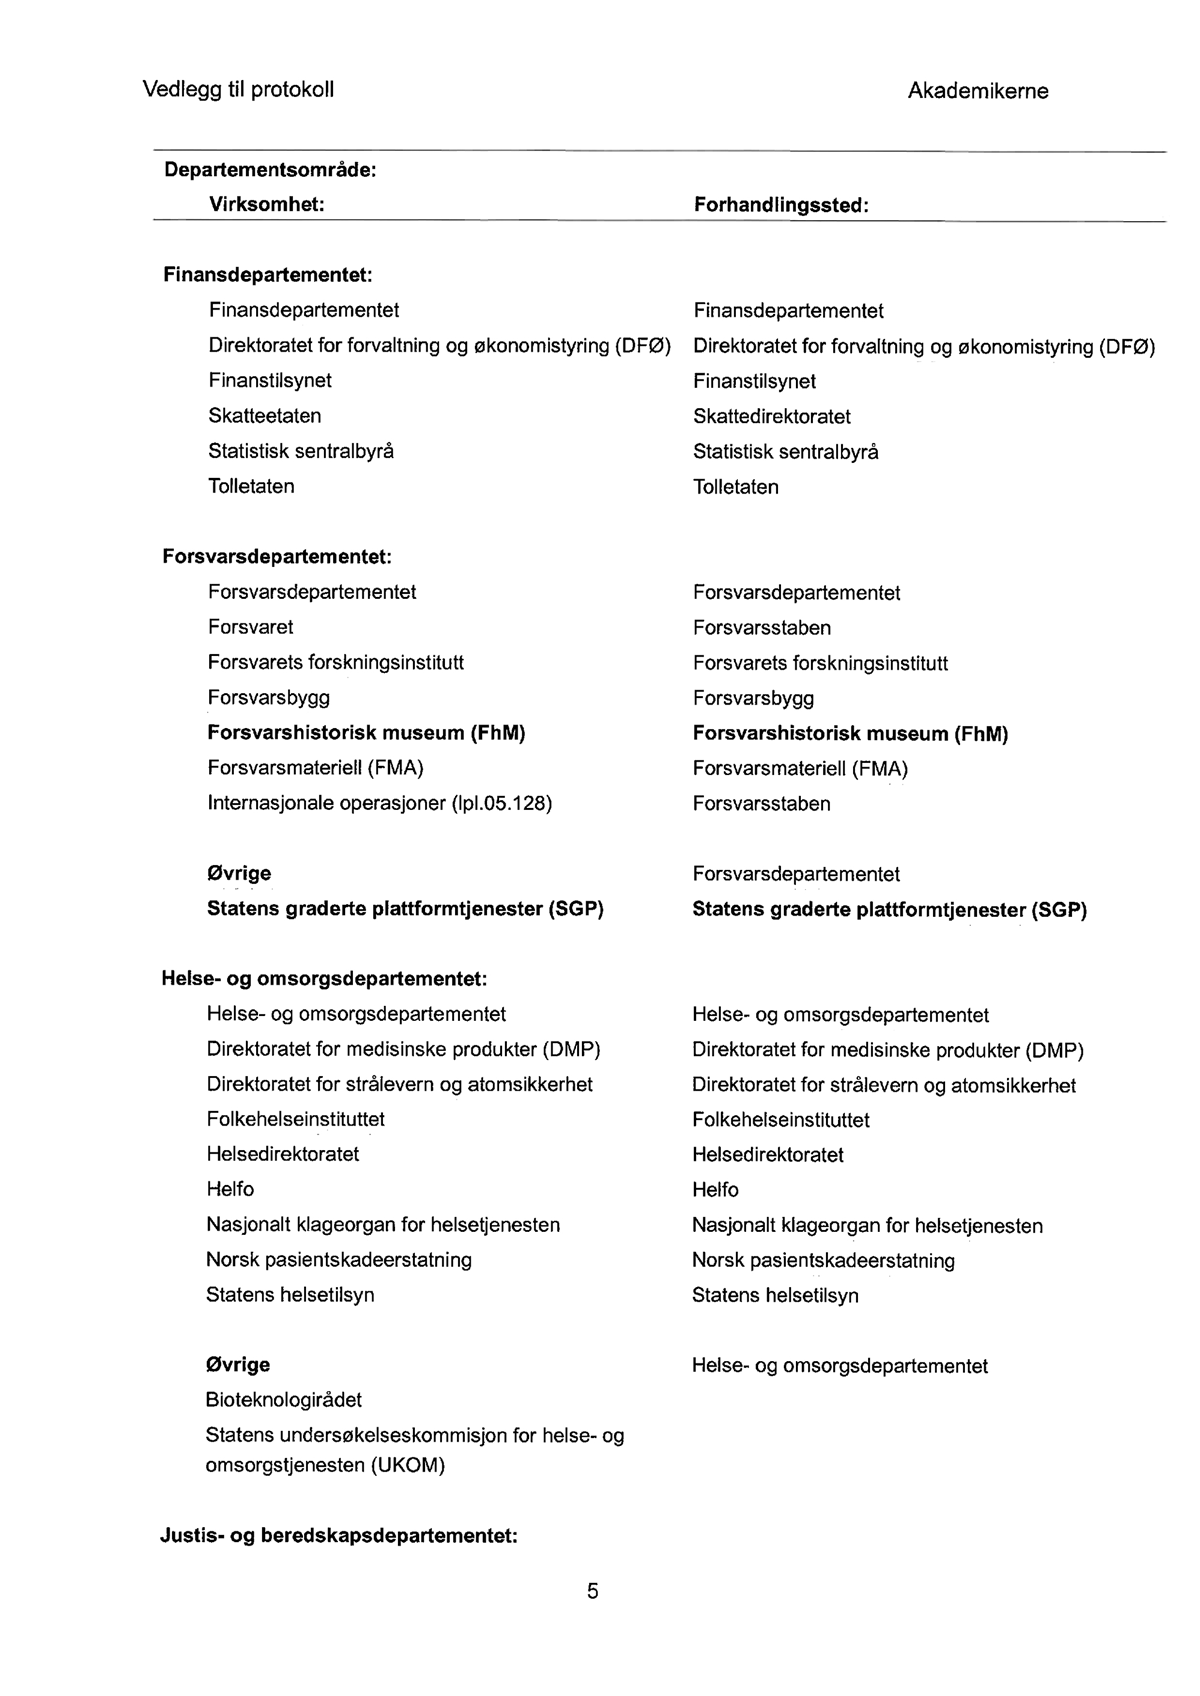 Vedlegg til protokoll Akademikerne
Departementsområde:
Virksomhet: Forhandlingssted:
Finansdepartementet:
Finansdepartementet Finansdepartementet
Direktoratet for forvaltning og økonomistyring (DFØ) Direktoratet for forvaltning og økonomistyring (DFØ)
Finanstilsynet Finanstilsynet
Skatteetaten Skattedirektoratet
Statistisk sentralbyrå Statistisk sentralbyrå
Tolletaten Tolletaten
Forsvarsdepartementet:
Forsvarsdepartementet Forsvarsdepartementet
Forsvaret Forsvarsstaben
Forsvarets forskningsinstitutt Forsvarets forskningsinstitutt
Forsvarsbygg Forsvarsbygg
Forsvarshistorisk museum (FhM) Forsvarshistorisk museum (FhM)
Forsvarsmateriell (FMA) Forsvarsmateriell (FMA)
Internasjonale operasjoner (lpl.05.128) Forsvarsstaben
Øvrige Forsvarsdepartementet
Statens graderte plattformtjenester (SGP) Statens graderte plattformtjenester (SGP)
Helse- og omsorgsdepartementet:
Helse- og omsorgsdepartementet Helse- og omsorgsdepartementet
Direktoratet for medisinske produkter (DMP) Direktoratet for medisinske produkter (DMP)
Direktoratet for strålevern og atomsikkerhet Direktoratet for strålevern og atomsikkerhet
Folkehelseinstituttet Folkehelseinstituttet
Helsedirektoratet Helsedirektoratet
Helfo Helfo
Nasjonalt klageorgan for helsetjenesten Nasjonalt klageorgan for helsetjenesten
Norsk pasientskadeerstatning Norsk pasientskadeerstatning
Statens helsetilsyn Statens helsetilsyn
Øvrige Helse- og omsorgsdepartementet
Bioteknologirådet
Statens undersøkelseskommisjon for helse- og
omsorgstjenesten (UKOM)
Justis- og beredskapsdepartementet:
5